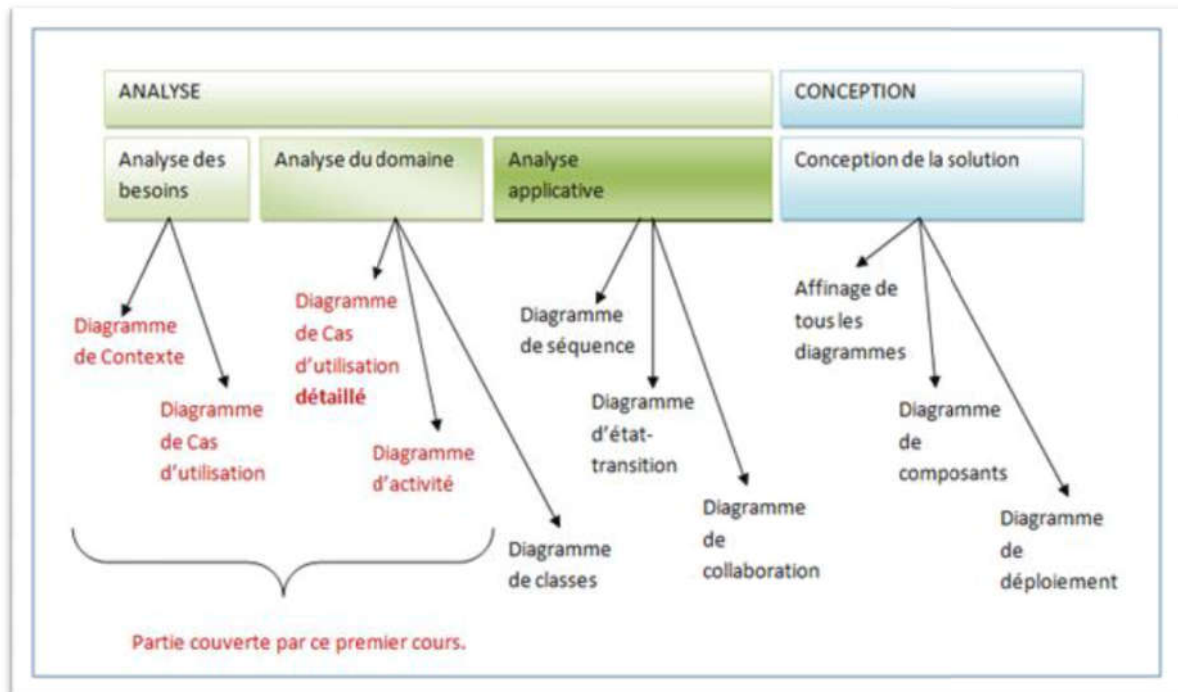 ANALYSE
CONCEPTION
Analyse des
besoins
Analyse du domaine
Analyse
applicative
Conception de la solution
Diagramme
de Contexte
Diagramme
de Cas
d'utilisation
Diagramme
de Cas
d'utilisation
détaillé
Diagramme
d'activité
Diagramme
de classes
Diagramme
de séquence
Diagramme
d'état-
transition
Diagramme
de
collaboration
Affinage de
tous les
diagrammes
Diagramme
de
composants
Diagramme
de
déploiement
Partie couverte par ce premier cours.